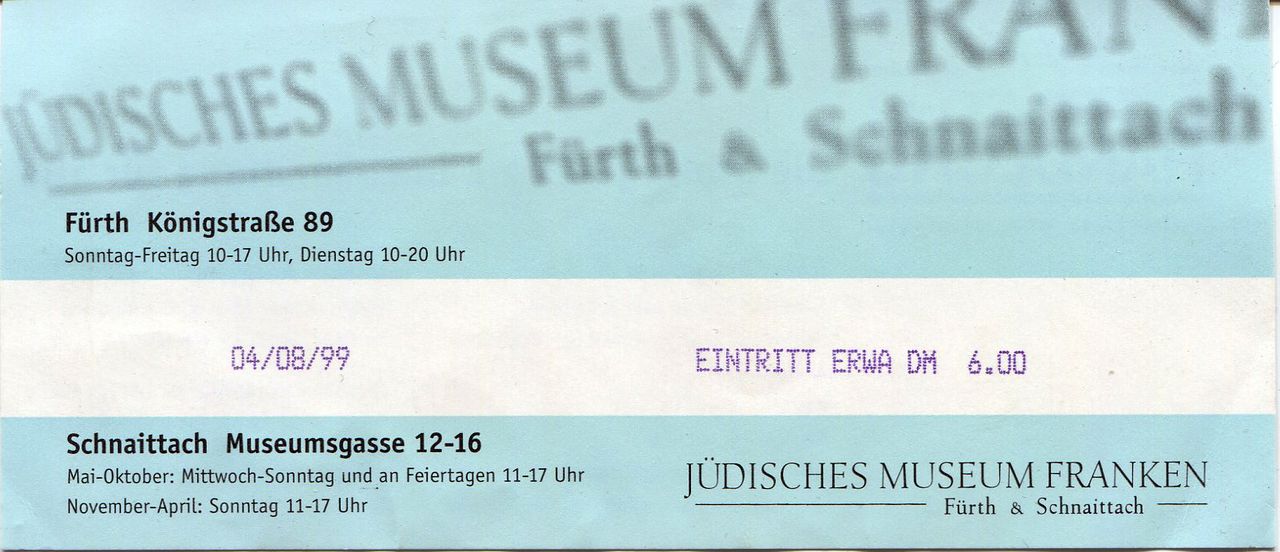 JÜDISCHES MUSEUM FRANK
Fürth & Schnaittach
Fürth Königstraße 89
Sonntag-Freitag 10-17 Uhr, Dienstag 10-20 Uhr
04/08/99
EINTRITT ERWA DM 6.00
Schnaittach Museumsgasse 12-16
Mai-Oktober: Mittwoch-Sonntag und an Feiertagen 11-17 Uhr
November-April: Sonntag 11-17 Uhr
JÜDISCHES MUSEUM FRANKEN
Fürth & Schnaittach